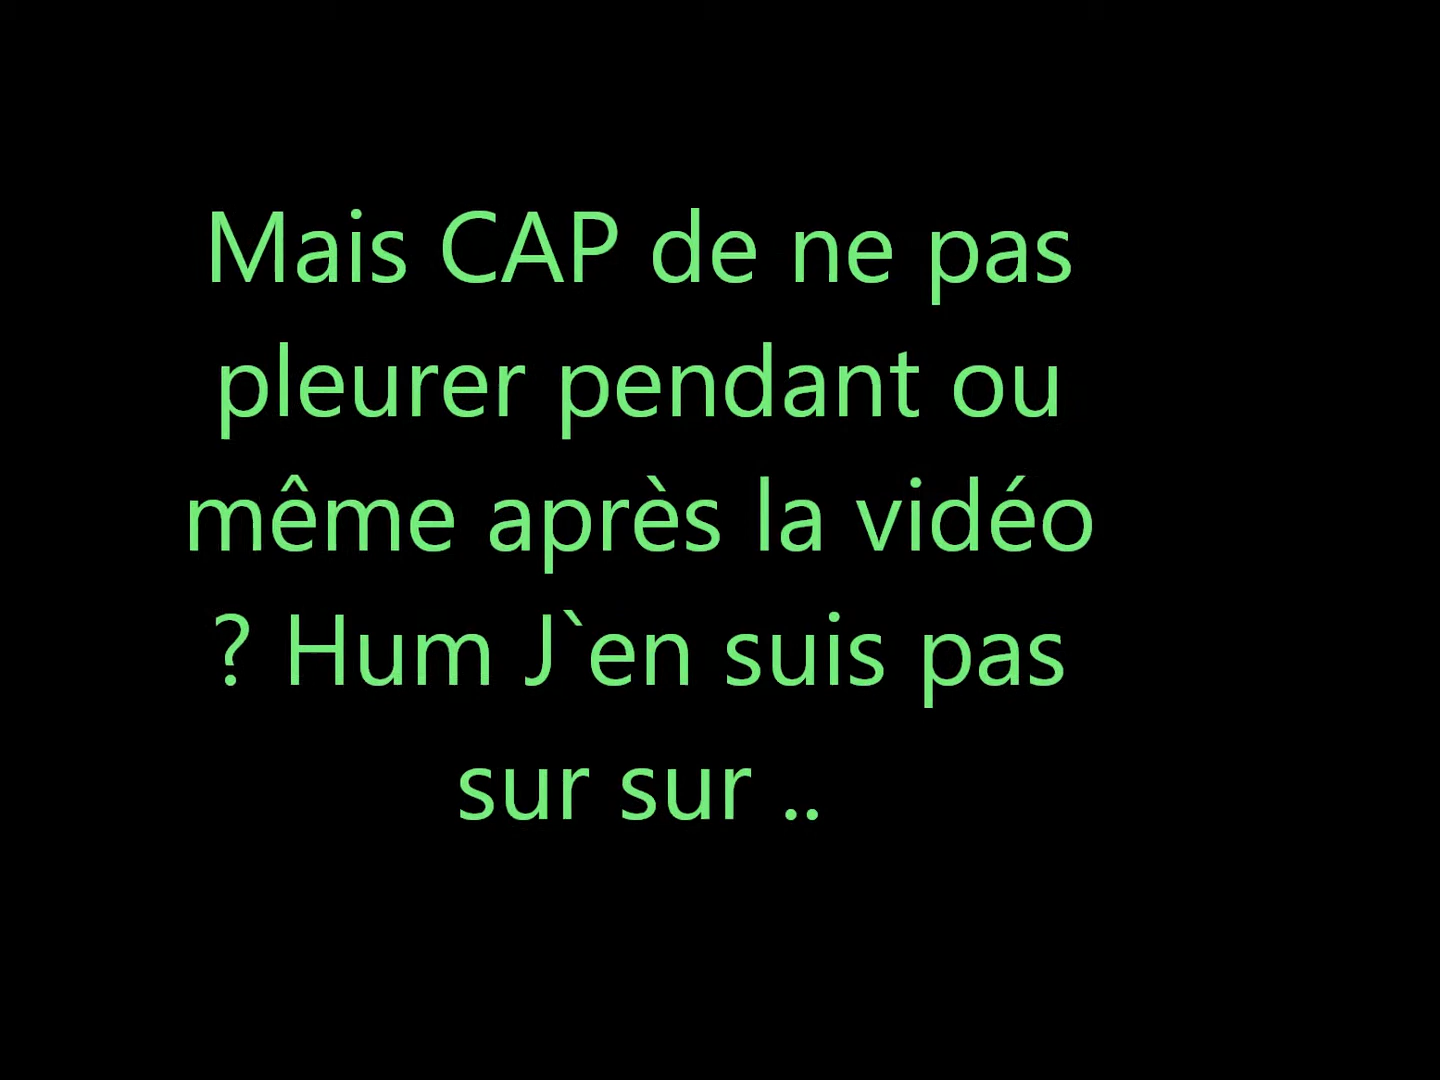 Mais CAP de ne pas
pleurer pendant ou
même après la vidéo
? Hum J`en suis pas
sur sur ..